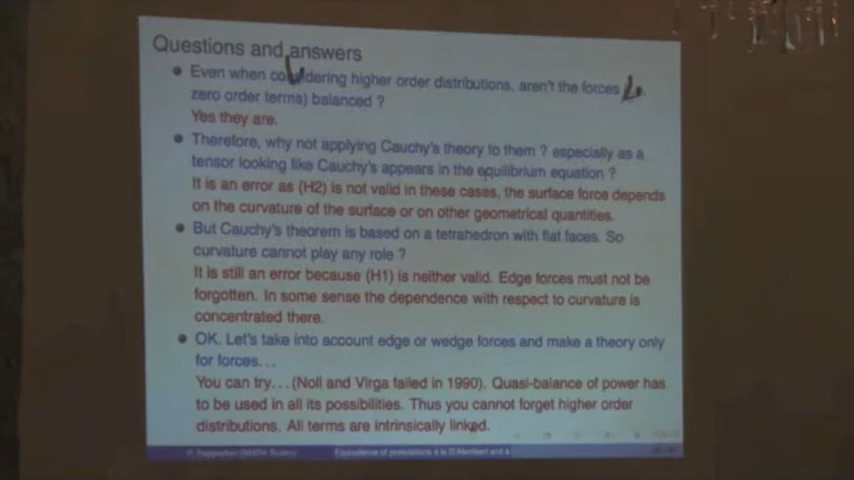 Questions and answers
Even when considering higher order distributions, aren't the forces
zero order terms) balanced ?
Yes they are.
Therefore, why not applying Cauchy's theory to them ? especially as a
tensor looking like Cauchy's appears in the equilibrium equation ?
It is an error as (H2) is not valid in these cases, the surface force depends
on the curvature of the surface or on other geometrical quantities.
But Cauchy's theorem is based on a tetrahedron with flat faces. So
curvature cannot play any role ?
It is still an error because (H1) is neither valid. Edge forces must not be
forgotten. In some sense the dependence with respect to curvature is
concentrated there.
OK. Let's take into account edge or wedge forces and make a theory only
for forces...
You can try... (Noll and Virga failed in 1990). Quasi-balance of power has
to be used in all its possibilities. Thus you cannot forget higher order
distributions. All terms are intrinsically linked.